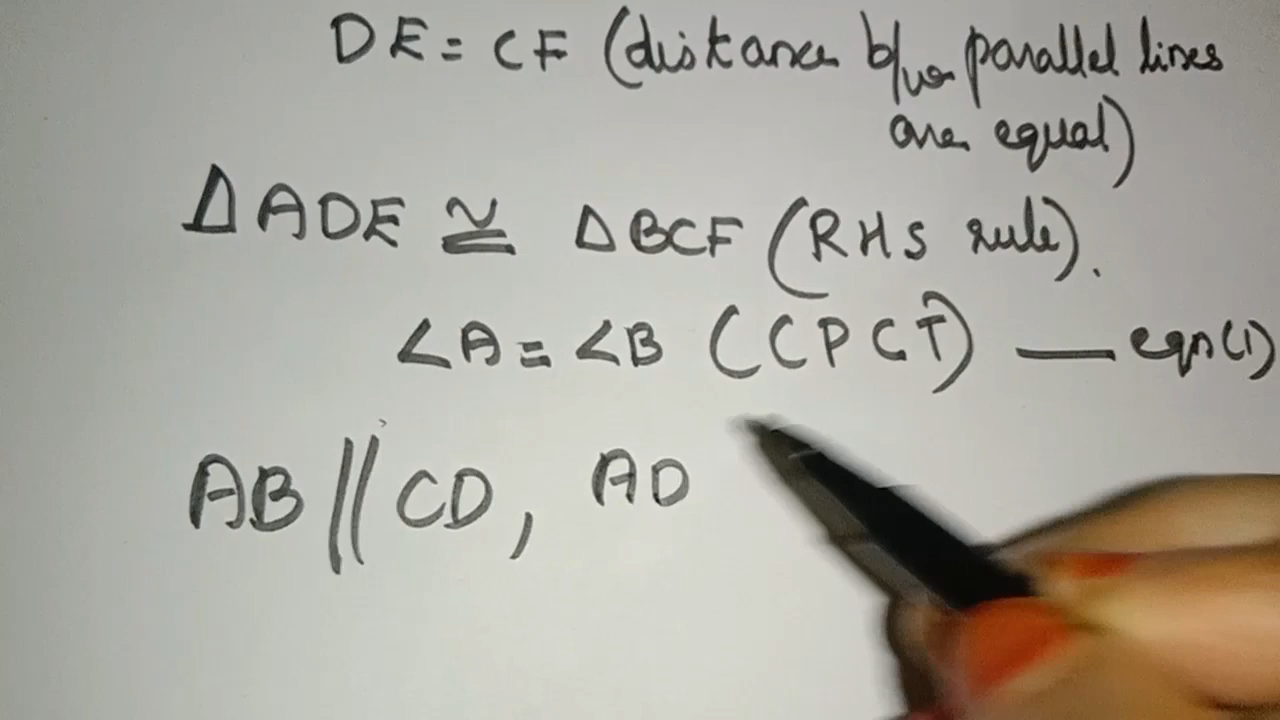 DE = CF (distance b/w parallel lines
are equal)
Δ ADE ≅ Δ BCF (RHS rule).
∠A = ∠B (CPCT) — eqn(1)
AB // CD, AD